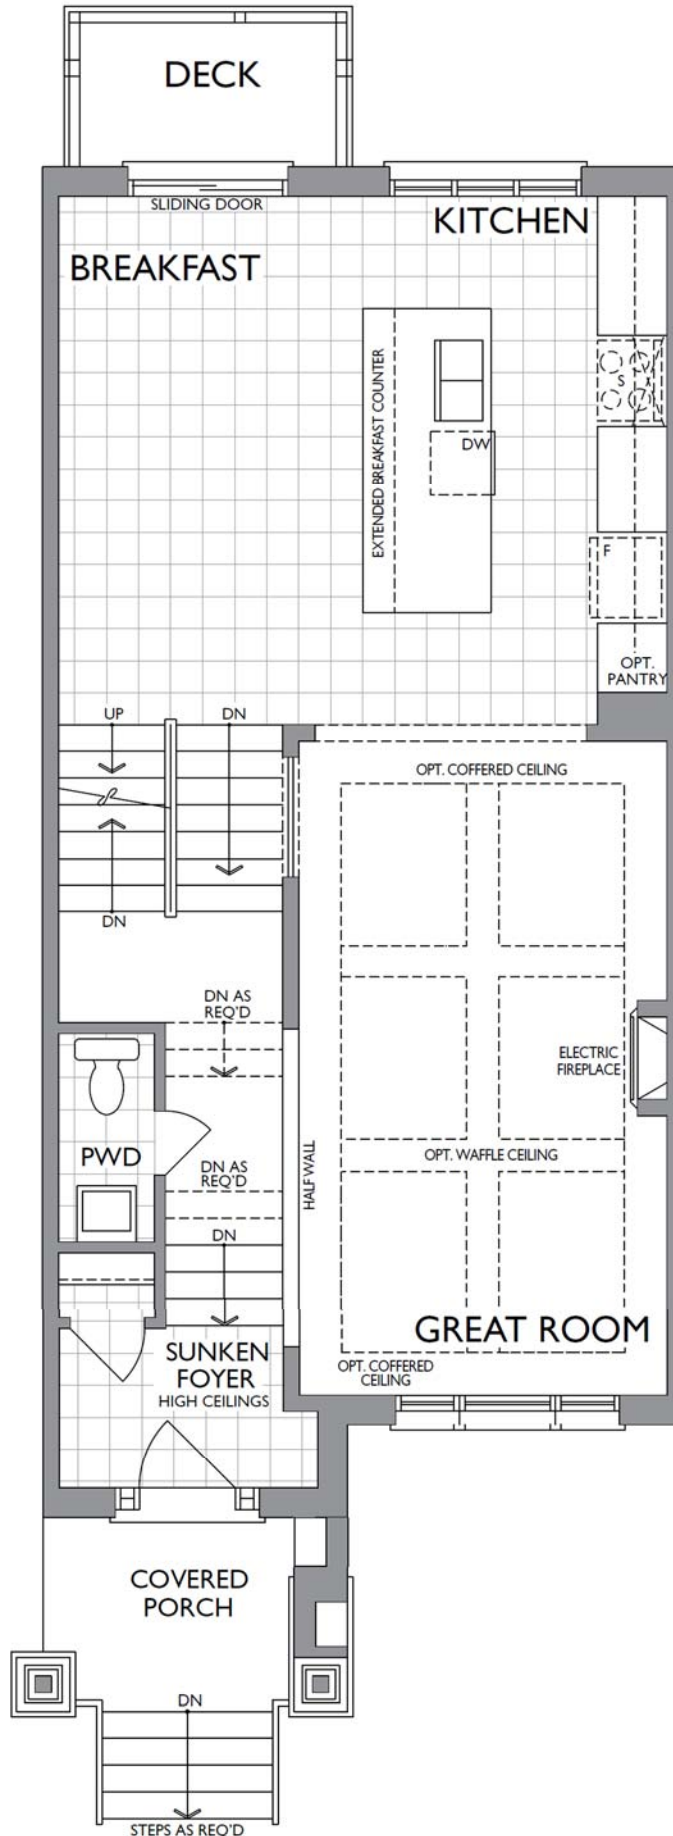 DECK
SLIDING DOOR
KITCHEN
BREAKFAST
EXTENDED BREAKFAST COUNTER
S
DW
F
OPT.
PANTRY
UP
DN
OPT. COFFERED CEILING
DN
DN AS
REQ'D
ELECTRIC
FIREPLACE
PWD
HALF WALL
OPT. WAFFLE CEILING
DN AS
REQ'D
DN
GREAT ROOM
SUNKEN
FOYER
HIGH CEILINGS
OPT. COFFERED
CEILING
COVERED
PORCH
DN
STEPS AS REQ'D